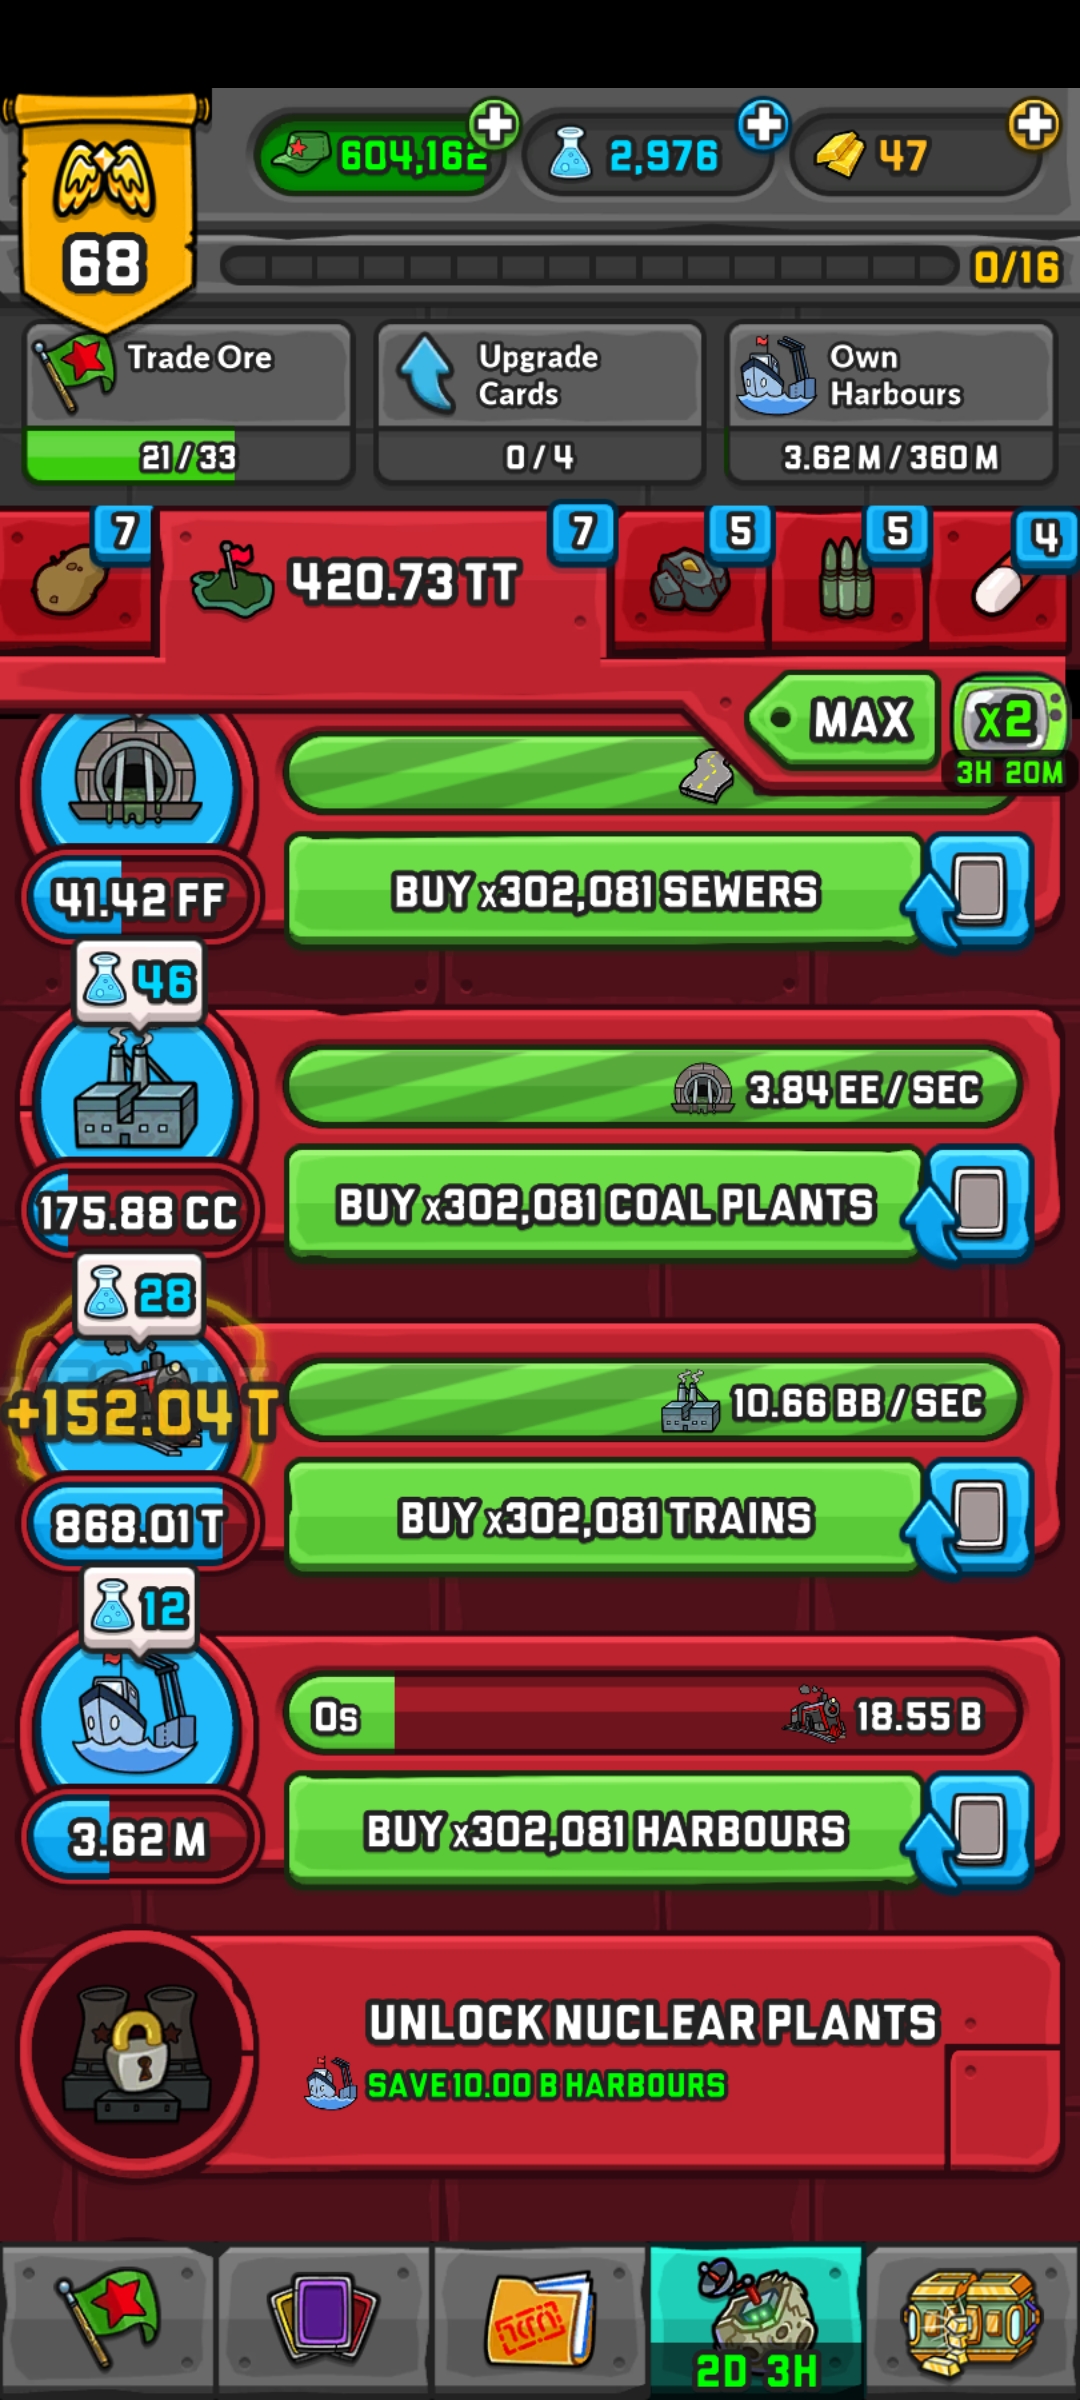 604,162
2,976
47
68
0/16
Trade Ore
21/33
Upgrade
Cards
0/4
Own
Harbours
3.62 M / 360 M
7
420.73 TT
7
5
5
4
MAX
x2
3H 20M
41.42 FF
BUY x302,081 SEWERS
46
3.84 EE / SEC
175.88 CC
BUY x302,081 COAL PLANTS
28
+152.04 T
10.66 BB / SEC
868.01 T
BUY x302,081 TRAINS
12
0s
18.55 B
3.62 M
BUY x302,081 HARBOURS
UNLOCK NUCLEAR PLANTS
SAVE 10.00 B HARBOURS
2D 3H